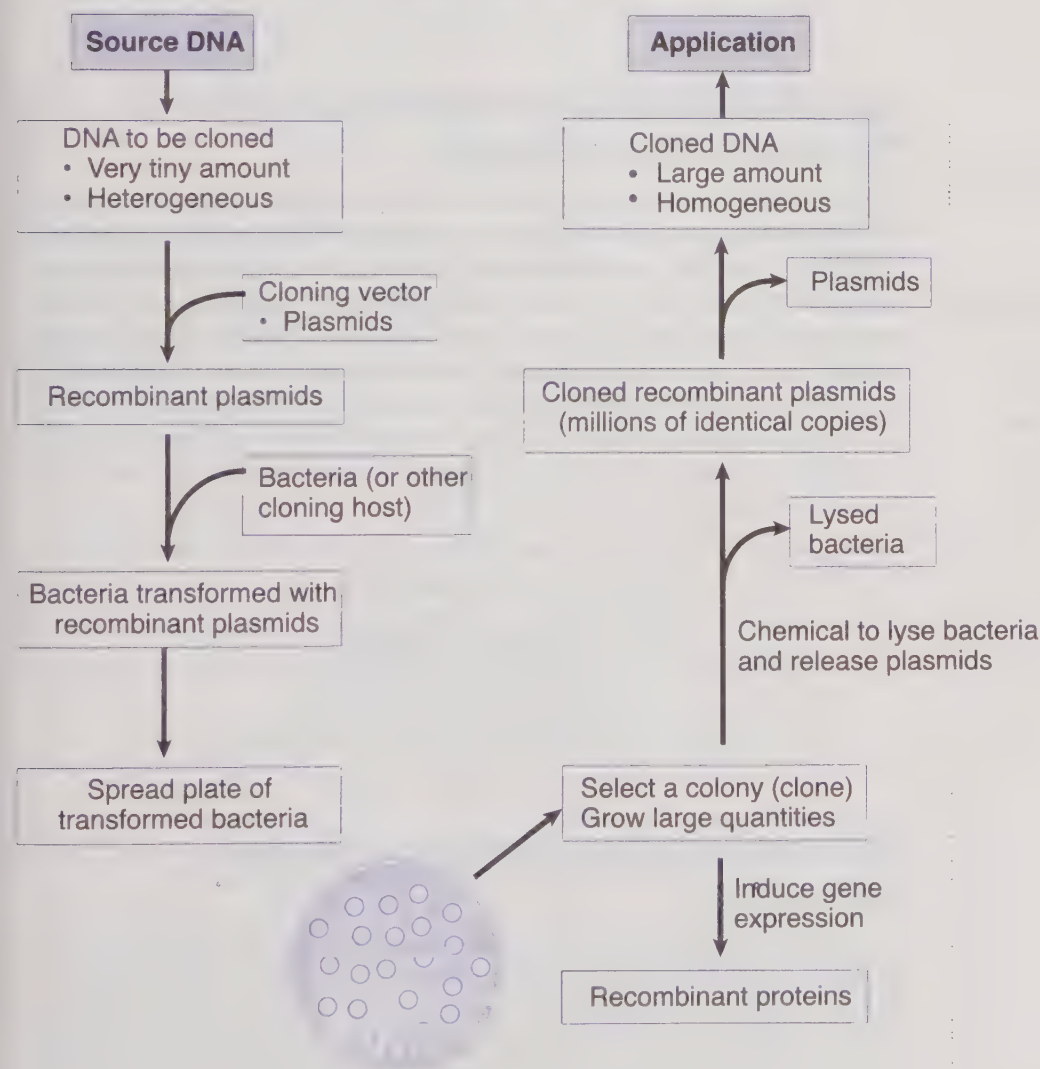 Source DNA
DNA to be cloned
• Very tiny amount
• Heterogeneous
Cloning vector
• Plasmids
Recombinant plasmids
Bacteria (or other
cloning host)
Bacteria transformed with
recombinant plasmids
Spread plate of
transformed bacteria
Application
Cloned DNA
• Large amount
• Homogeneous
Plasmids
Cloned recombinant plasmids
(millions of identical copies)
Lysed
bacteria
Chemical to lyse bacteria
and release plasmids
Select a colony (clone)
Grow large quantities
Induce gene
expression
Recombinant proteins